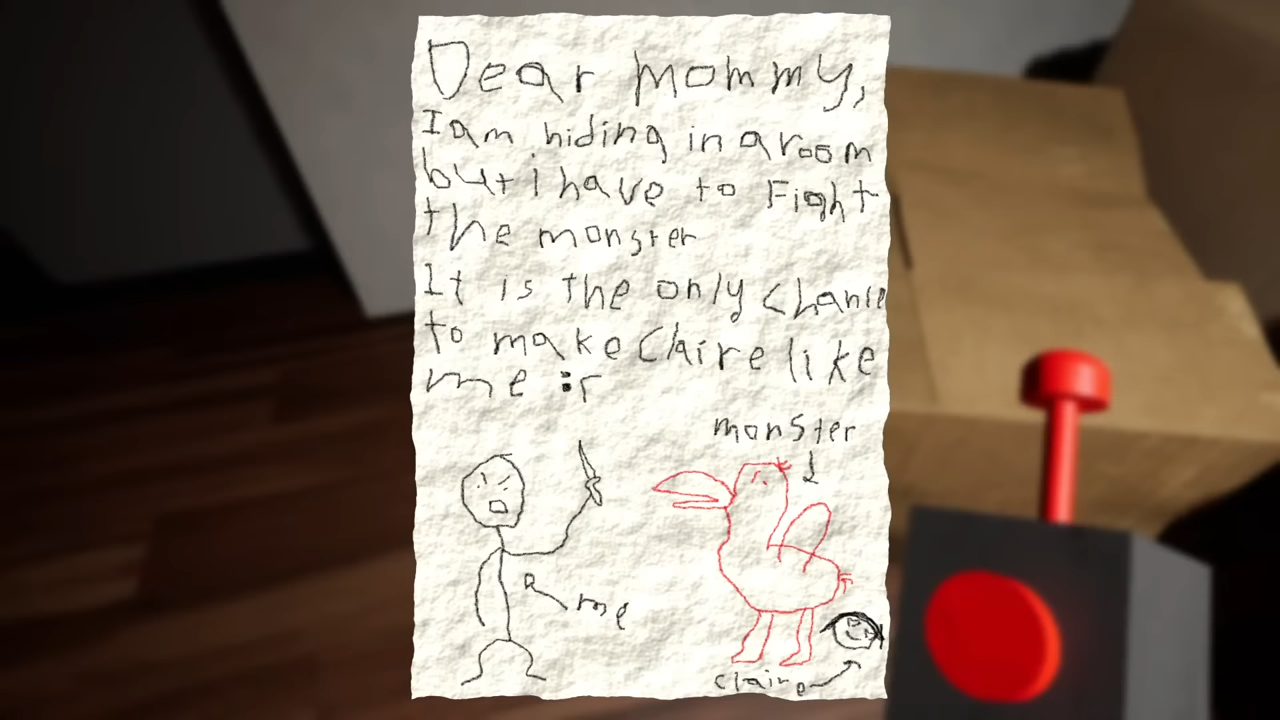 Dear mommy,
I am hiding in a room
but i have to Fight
the monster
It is the only chance
to make Claire like
me :r
monster
me
claire